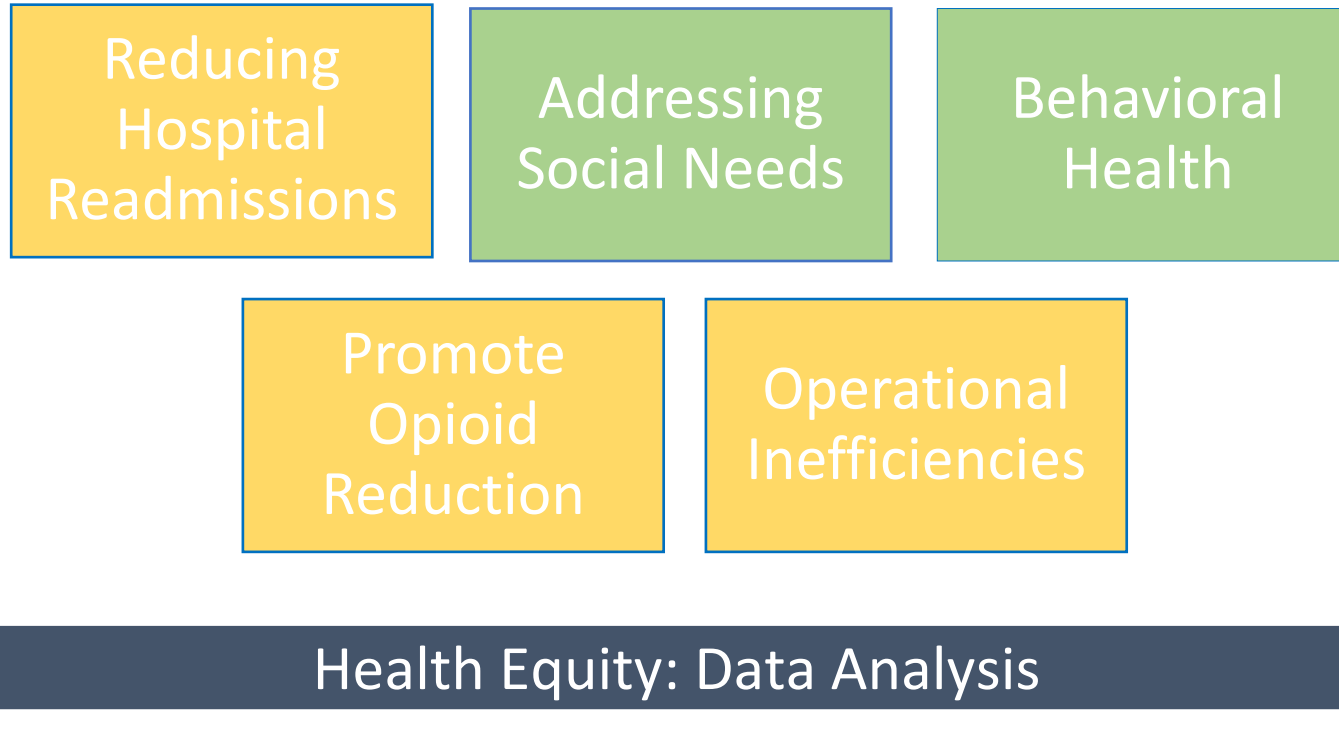 Reducing
Hospital
Readmissions
Addressing
Social Needs
Behavioral
Health
Promote
Opioid
Reduction
Operational
Inefficiencies
Health Equity: Data Analysis